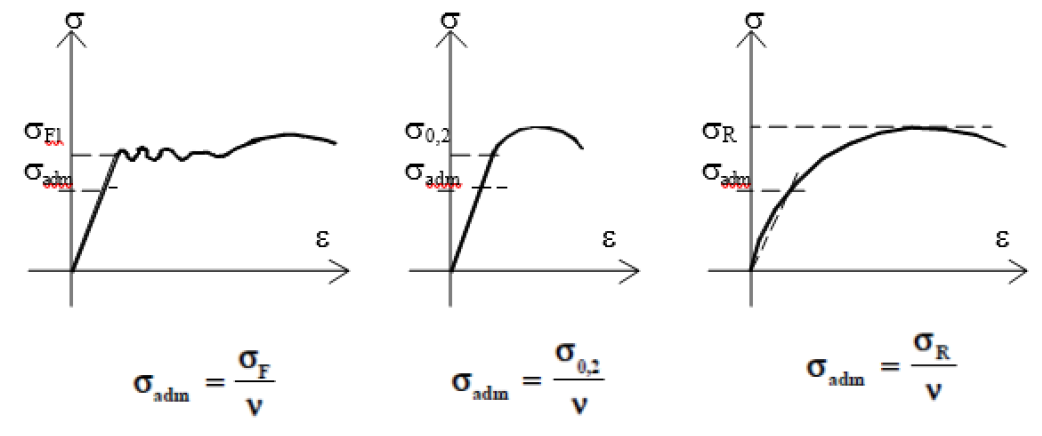 σ σ σ
σFl σ0,2 σR
σadm σadm σadm
ε ε ε
σadm = σF / ν σadm = σ0,2 / ν σadm = σR / ν